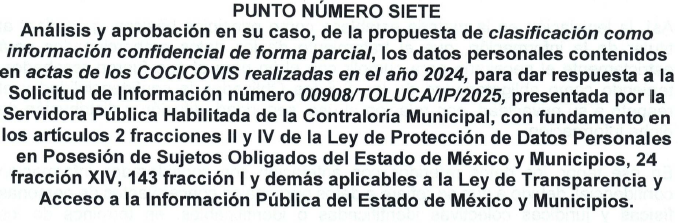 PUNTO NÚMERO SIETE
Análisis y aprobación en su caso, de la propuesta de clasificación como
información confidencial de forma parcial, los datos personales contenidos
en actas de los COCICOVIS realizadas en el año 2024, para dar respuesta a la
Solicitud de Información número 00908/TOLUCA/IP/2025, presentada por la
Servidora Pública Habilitada de la Contraloría Municipal, con fundamento en
los artículos 2 fracciones II y IV de la Ley de Protección de Datos Personales
en Posesión de Sujetos Obligados del Estado de México y Municipios, 24
fracción XIV, 143 fracción I y demás aplicables a la Ley de Transparencia y
Acceso a la Información Pública del Estado de México y Municipios.